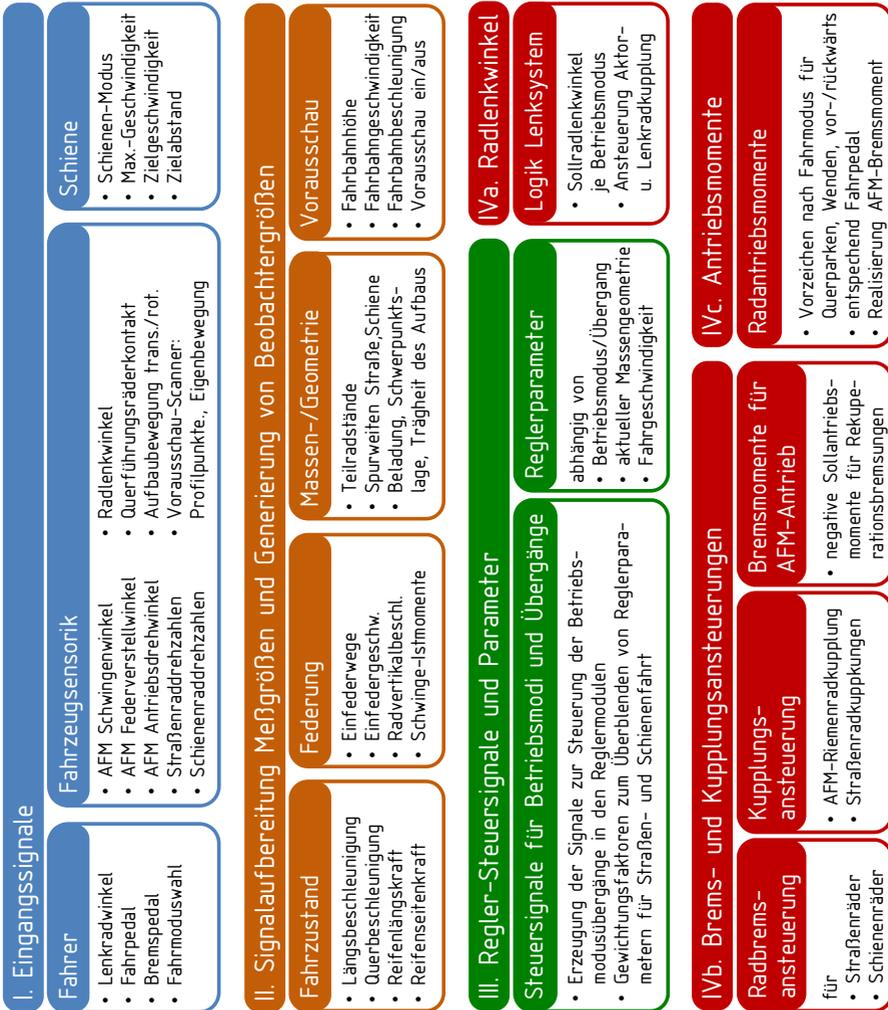 I. Eingangssignale
Fahrer
• Lenkradwinkel
• Fahrpedal
• Bremspedal
• Fahrmoduswahl
Fahrzeugsensorik
• AFM Schwingenwinkel
• AFM Federverstellwinkel
• AFM Antriebsdrehwinkel
• Straßenraddrehzahlen
• Schienenraddrehzahlen
• Radlenkwinkel
• Querführungsräderkontakt
• Aufbaubewegung trans./rot.
• Vorausschau-Scanner:
Profilpunkte., Eigenbewegung
Schiene
• Schienen-Modus
• Max.-Geschwindigkeit
• Zielgeschwindigkeit
• Zielabstand
II. Signalaufbereitung Meßgrößen und Generierung von Beobachtergrößen
Fahrzustand
• Längsbeschleunigung
• Querbeschleunigung
• Reifenlängskraft
• Reifenseitenkraft
Federung
• Einfederwege
• Einfedergeschw.
• Radvertikalbeschl.
• Schwinge-Istmomente
Massen-/Geometrie
• Teilradstände
• Spurweiten Straße,Schiene
• Beladung, Schwerpunkts-
lage, Trägheit des Aufbaus
Vorausschau
• Fahrbahnhöhe
• Fahrbahngeschwindigkeit
• Fahrbahnbeschleunigung
• Vorausschau ein/aus
III. Regler-Steuersignale und Parameter
Steuersignale für Betriebsmodi und Übergänge
• Erzeugung der Signale zur Steuerung der Betriebs-
modusübergänge in den Reglermodulen
• Gewichtungsfaktoren zum Überblenden von Reglerpara-
metern für Straßen- und Schienenfahrt
Reglerparameter
abhängig von
• Betriebsmodus/Übergang
• aktueller Massengeometrie
• Fahrgeschwindigkeit
IVa. Radlenkwinkel
Logik Lenksystem
• Sollradlenkwinkel
je Betriebsmodus
• Ansteuerung Aktor-
u. Lenkradkupplung
IVb. Brems- und Kupplungsansteuerungen
Radbrems-
ansteuerung
für
• Straßenräder
• Schienenräder
Kupplungs-
ansteuerung
• AFM-Riemenradkupplung
• Straßenradkuppkungen
Bremsmomente für
AFM-Antrieb
• negative Sollantriebs-
momente für Rekupe-
rationsbremsungen
IVc. Antriebsmomente
Radantriebsmomente
• Vorzeichen nach Fahrmodus für
Querparken, Wenden, vor-/rückwärts
• entspechend Fahrpedal
• Realisierung AFM-Bremsmoment